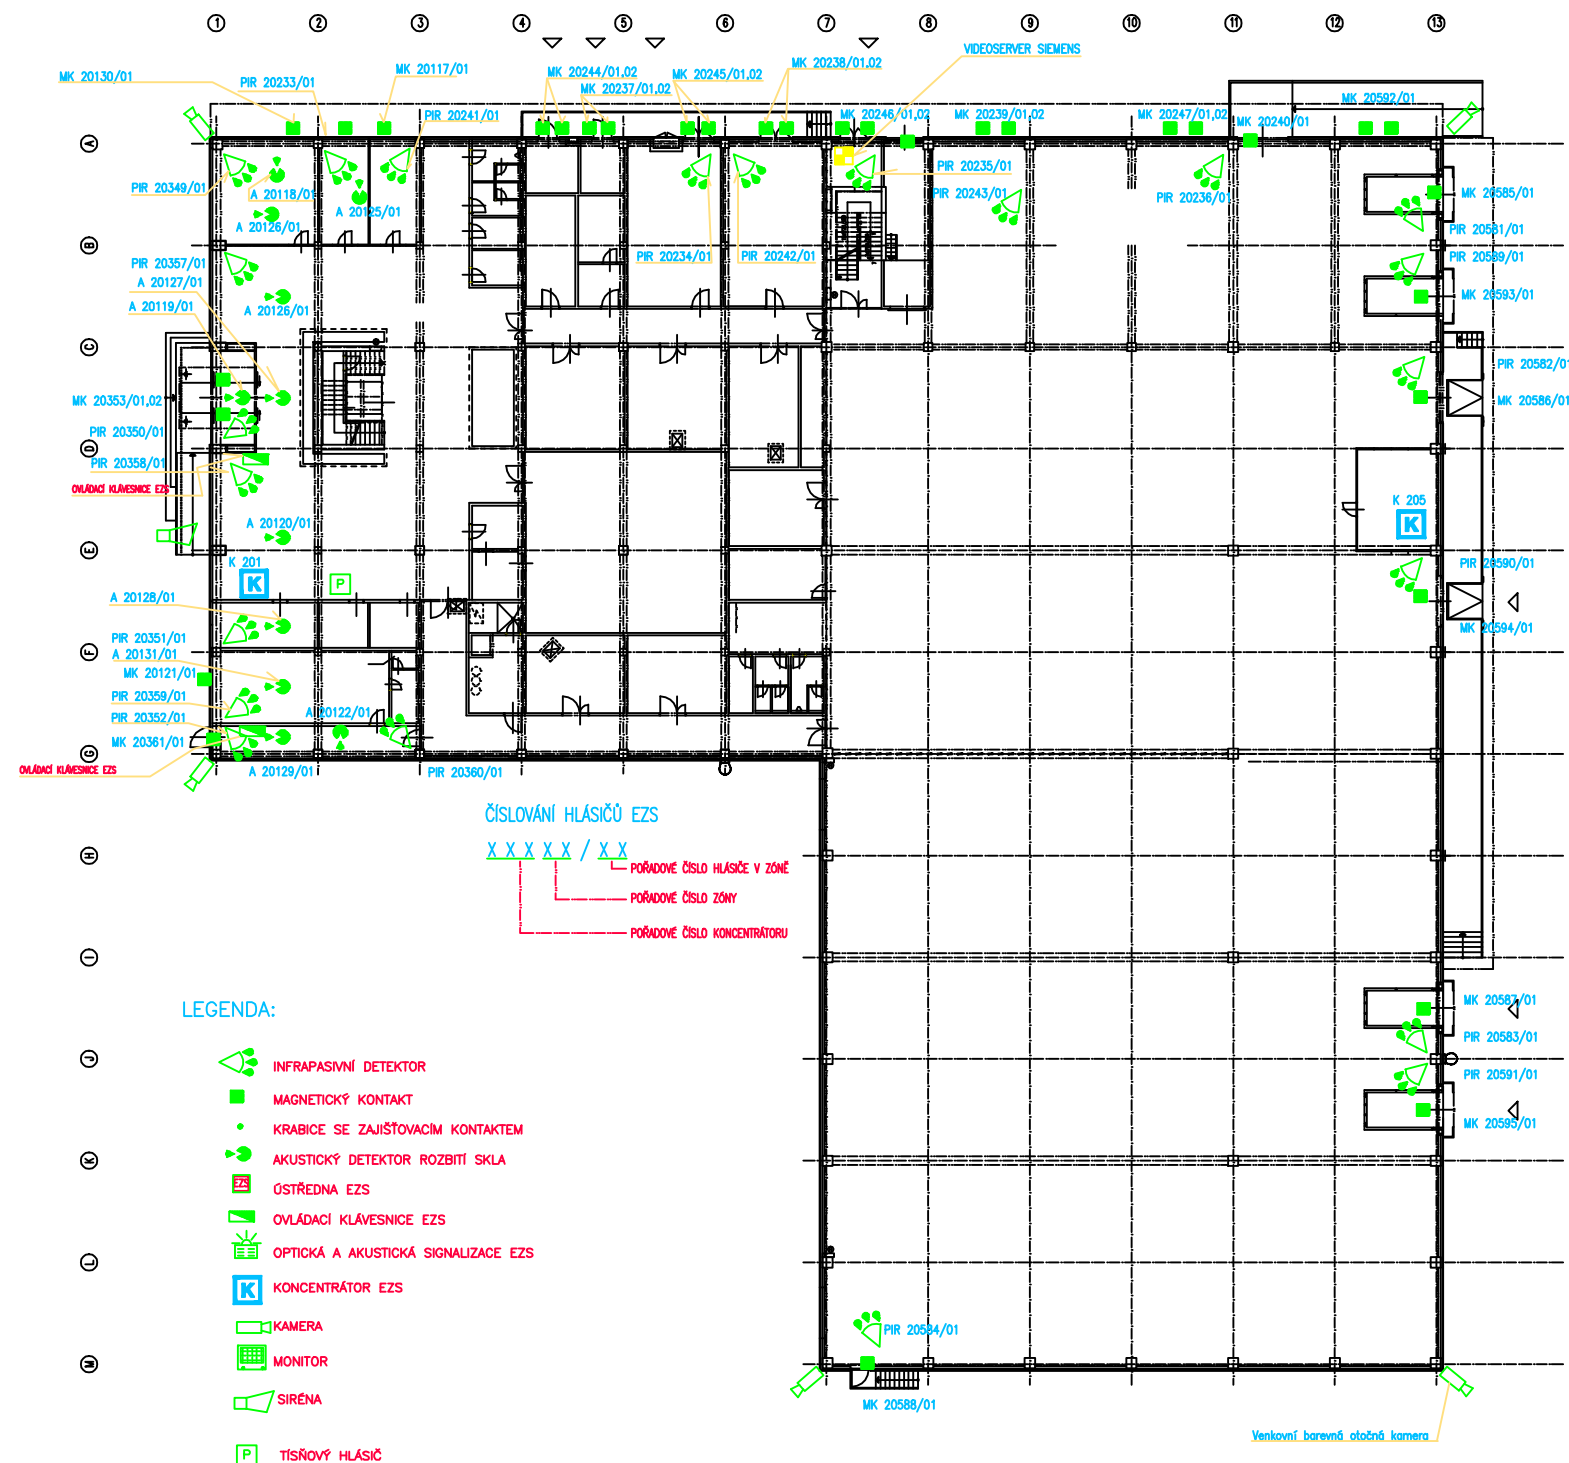 1 2 3 4 5 6 7 8 9 10 11 12 13
VIDEOSERVER SIEMENS
MK 20130/01
PIR 20233/01
MK 20117/01
MK 20244/01,02
MK 20237/01,02
MK 20245/01,02
MK 20238/01,02
PIR 20241/01
MK 20246/01,02
MK 20239/01,02
MK 20247/01,02
MK 20240/01
MK 20592/01
A
PIR 20349/01
A 20118/01
A 20125/01
A 20126/01
PIR 20235/01
PIR 20243/01
PIR 20236/01
MK 20585/01
PIR 20581/01
B
PIR 20357/01
A 20127/01
A 20119/01
A 20126/01
PIR 20234/01
PIR 20242/01
PIR 20589/01
MK 20593/01
C
PIR 20582/01
MK 20586/01
MK 20353/01,02
PIR 20350/01
D
PIR 20358/01
OVLÁDACÍ KLÁVESNICE EZS
A 20120/01
K 205
K
E
K 201
K
P
PIR 20590/01
A 20128/01
MK 20594/01
PIR 20351/01
F
A 20131/01
MK 20121/01
PIR 20359/01
PIR 20352/01
A 20122/01
MK 20361/01
G
OVLÁDACÍ KLÁVESNICE EZS
A 20129/01
PIR 20360/01
ČÍSLOVÁNÍ HLÁSIČŮ EZS
X X X X X / X X
POŘADOVÉ ČÍSLO HLÁSIČE V ZÓNĚ
POŘADOVÉ ČÍSLO ZÓNY
POŘADOVÉ ČÍSLO KONCENTRÁTORU
H
I
MK 20587/01
PIR 20583/01
J
PIR 20591/01
MK 20595/01
K
L
PIR 20584/01
M
MK 20588/01
Venkovní barevná otočná kamera
LEGENDA:
INFRAPASIVNÍ DETEKTOR
MAGNETICKÝ KONTAKT
KRABICE SE ZAJIŠŤOVACÍM KONTAKTEM
AKUSTICKÝ DETEKTOR ROZBITÍ SKLA
EZS ÚSTŘEDNA EZS
OVLÁDACÍ KLÁVESNICE EZS
OPTICKÁ A AKUSTICKÁ SIGNALIZACE EZS
K KONCENTRÁTOR EZS
KAMERA
MONITOR
SIRÉNA
P TÍSŇOVÝ HLÁSIČ